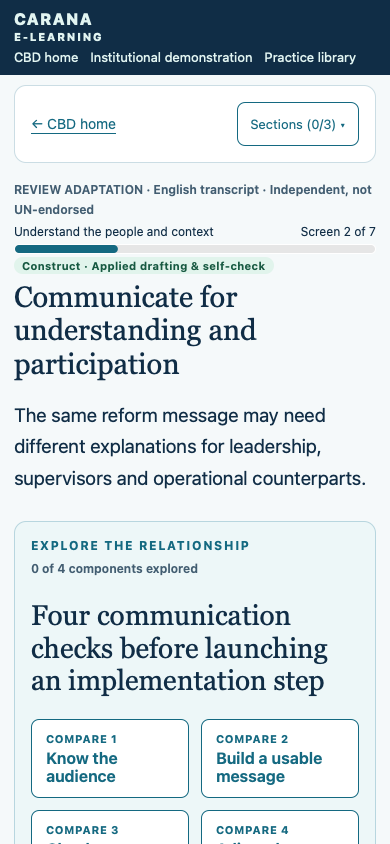 CARANA
E-LEARNING
CBD home Institutional demonstration Practice library
← CBD home
Sections (0/3) ▾
REVIEW ADAPTATION · English transcript · Independent, not
UN-endorsed
Understand the people and context Screen 2 of 7
Construct · Applied drafting & self-check
Communicate for
understanding and
participation
The same reform message may need
different explanations for leadership,
supervisors and operational counterparts.
EXPLORE THE RELATIONSHIP
0 of 4 components explored
Four communication
checks before launching
an implementation step
COMPARE 1
Know the
audience
COMPARE 2
Build a usable
message
COMPARE 3
COMPARE 4